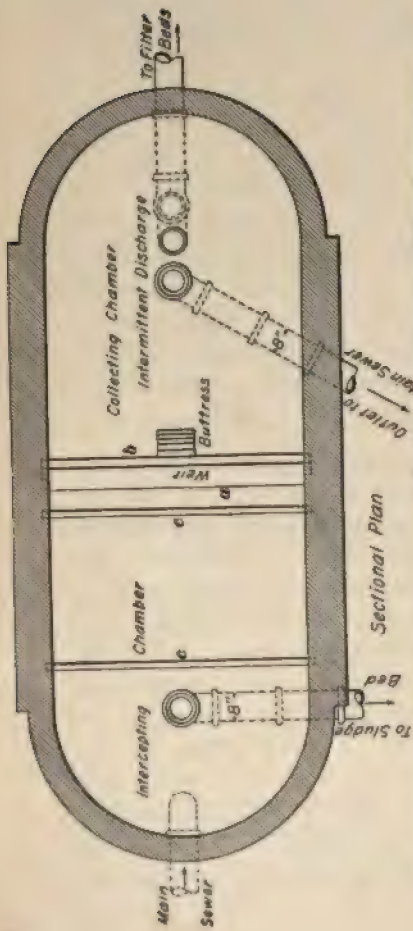 To Filter
Beds
Collecting Chamber
Intermittent Discharge
8"
Outlet to
Main Sewer
b
Buttress
Weir
a
c
Intercepting Chamber
c
8"
To Sludge
Bed
Main
Sewer
Sectional Plan